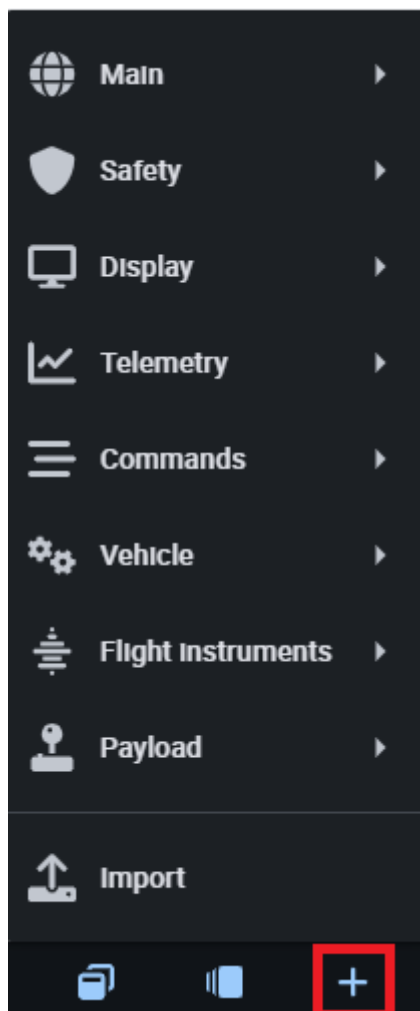 Main
Safety
Display
Telemetry
Commands
Vehicle
Flight Instruments
Payload
Import